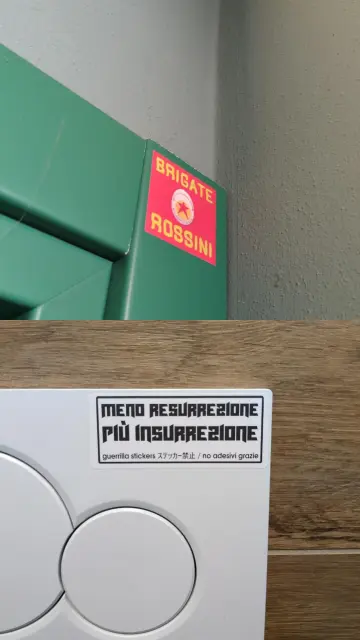 BRIGATE
ROSSINI
MENO RESURREZIONE
PIÙ INSURREZIONE
guerrilla stickers ステッカー禁止 / no adesivi grazie